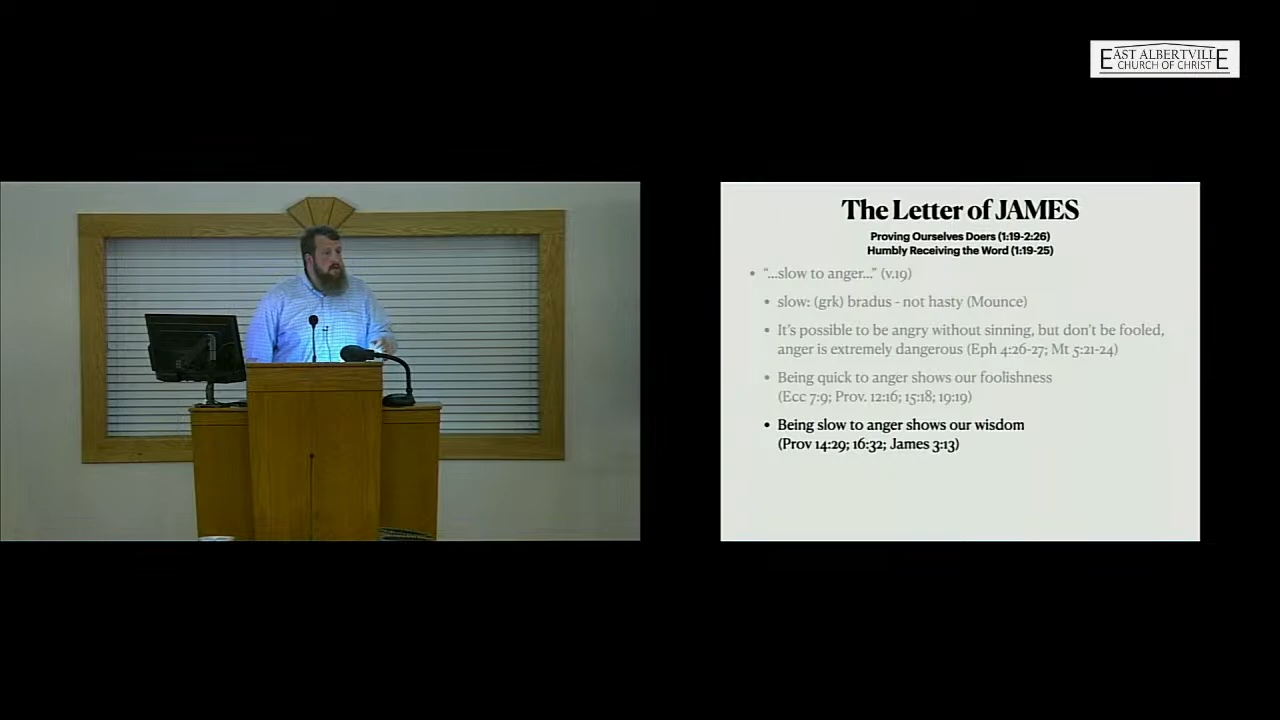 EAST ALBERTVILLE
CHURCH OF CHRIST
The Letter of JAMES
Proving Ourselves Doers (1:19-2:26)
Humbly Receiving the Word (1:19-25)
• “...slow to anger...” (v.19)
• slow: (grk) bradus - not hasty (Mounce)
• It's possible to be angry without sinning, but don't be fooled,
anger is extremely dangerous (Eph 4:26-27; Mt 5:21-24)
• Being quick to anger shows our foolishness
(Ecc 7:9; Prov. 12:16; 15:18; 19:19)
• Being slow to anger shows our wisdom
(Prov 14:29; 16:32; James 3:13)